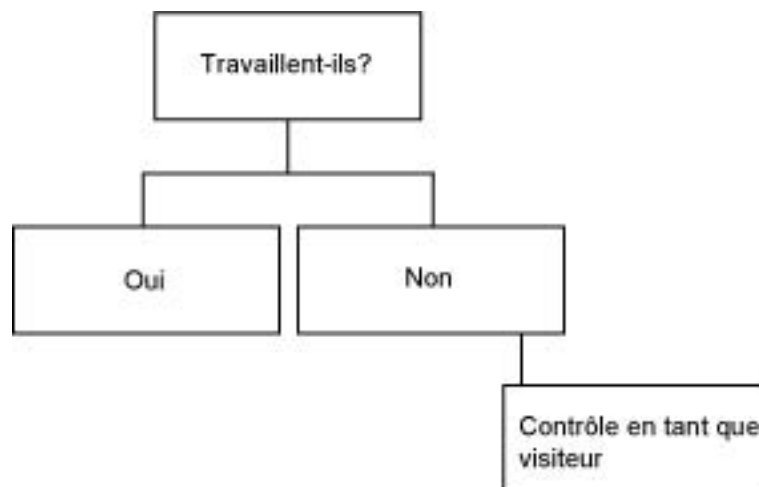 Travaillent-ils?
Oui
Non
Contrôle en tant que
visiteur